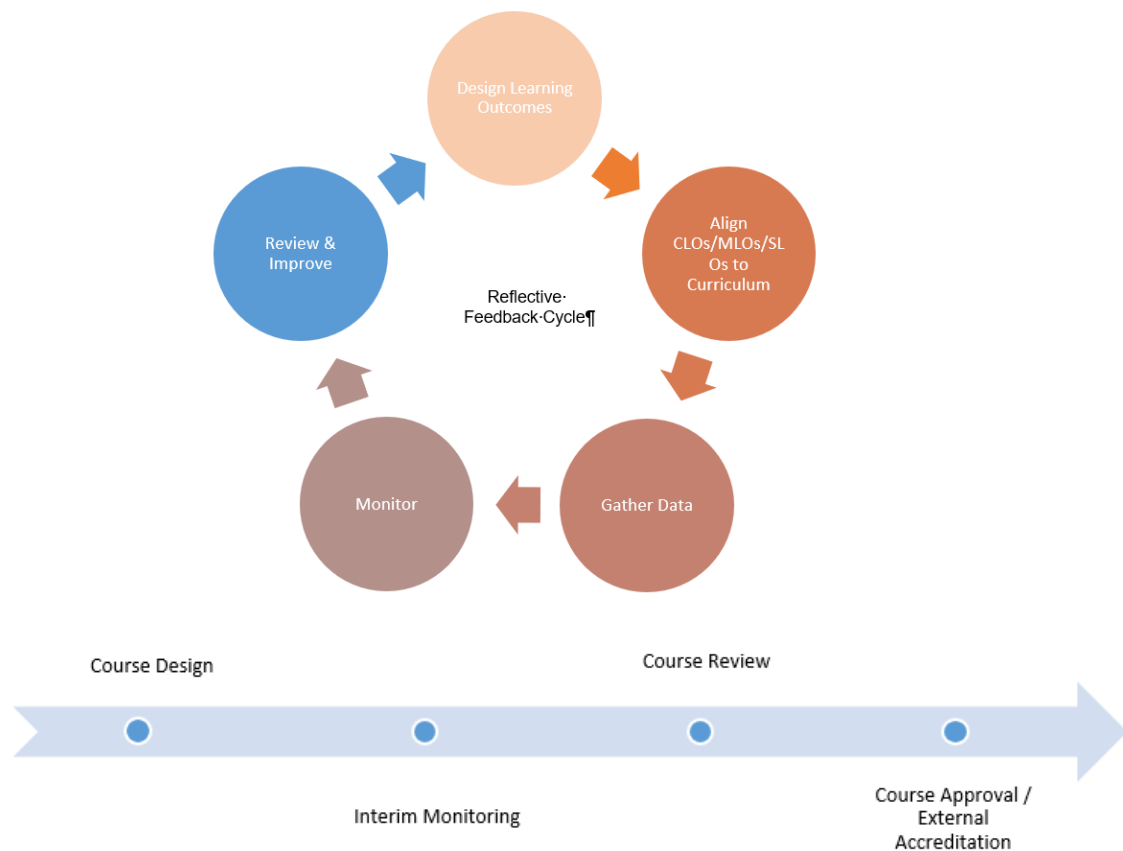 Design Learning
Outcomes
Review &
Improve
Align
CLOs/MLOs/SL
Os to
Curriculum
Reflective·
Feedback·Cycle¶
Monitor
Gather Data
Course Design
Course Review
Interim Monitoring
Course Approval /
External
Accreditation